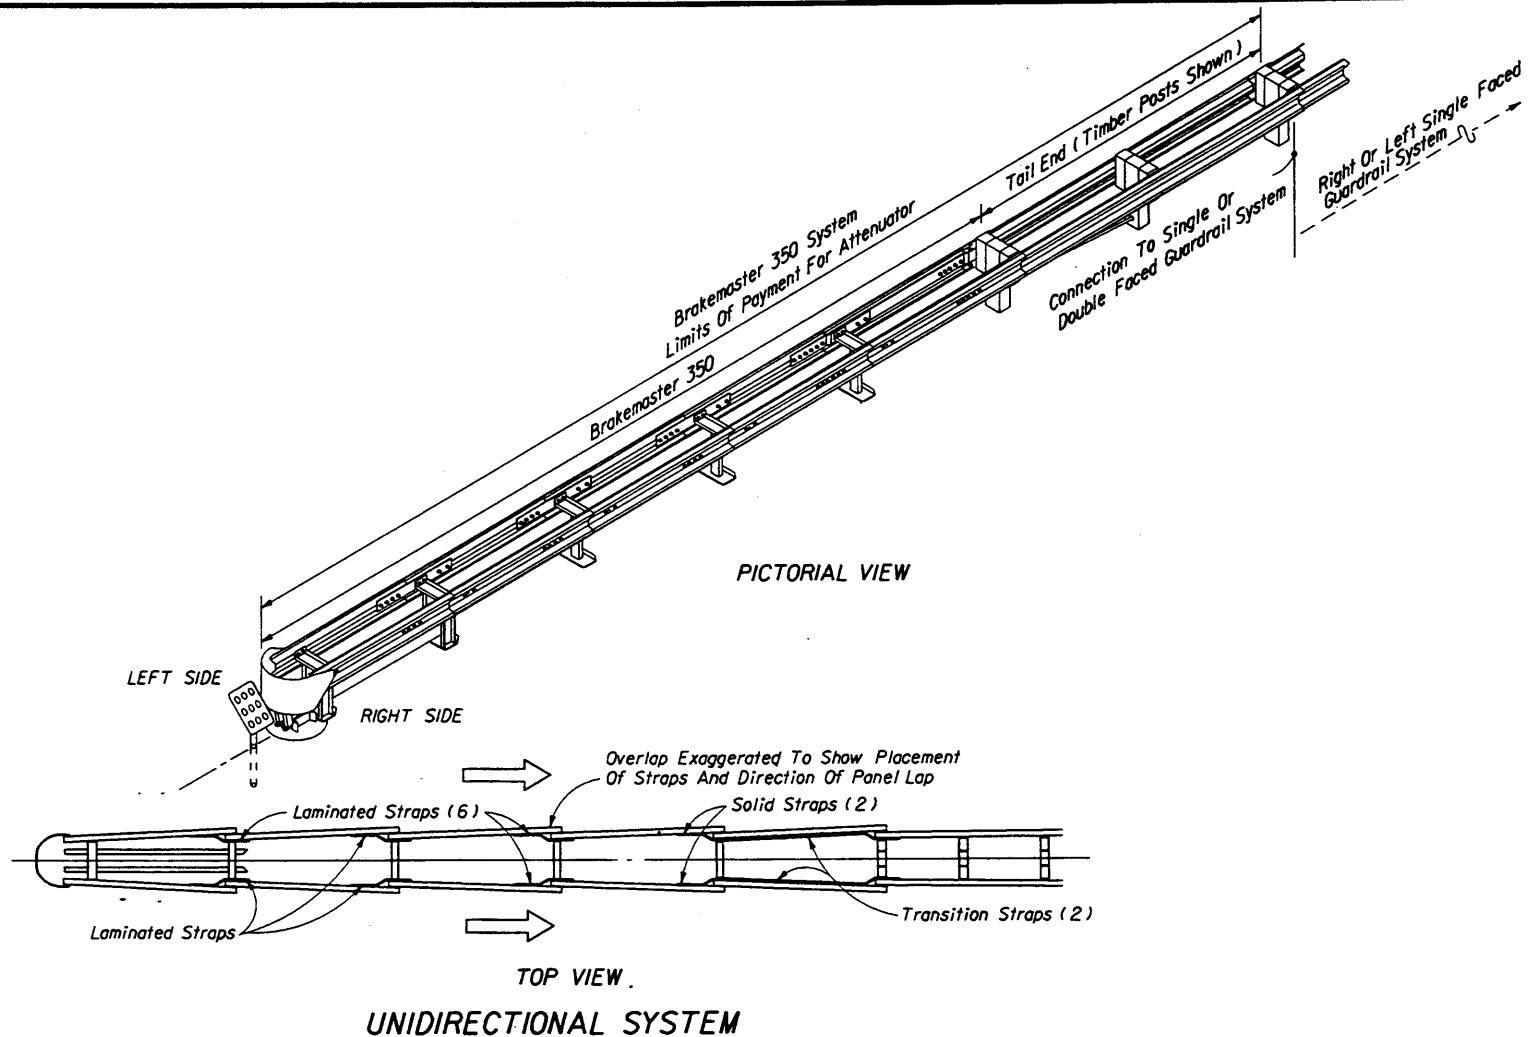 Tail End (Timber Posts Shown)
Right Or Left Single Faced
Guardrail System
Brakemaster 350 System
Limits Of Payment For Attenuator
Connection To Single Or
Double Faced Guardrail System
Brakemaster 350
PICTORIAL VIEW
LEFT SIDE
RIGHT SIDE
Overlap Exaggerated To Show Placement
Of Straps And Direction Of Panel Lap
Laminated Straps (6)
Solid Straps (2)
Transition Straps (2)
Laminated Straps
TOP VIEW
UNIDIRECTIONAL SYSTEM